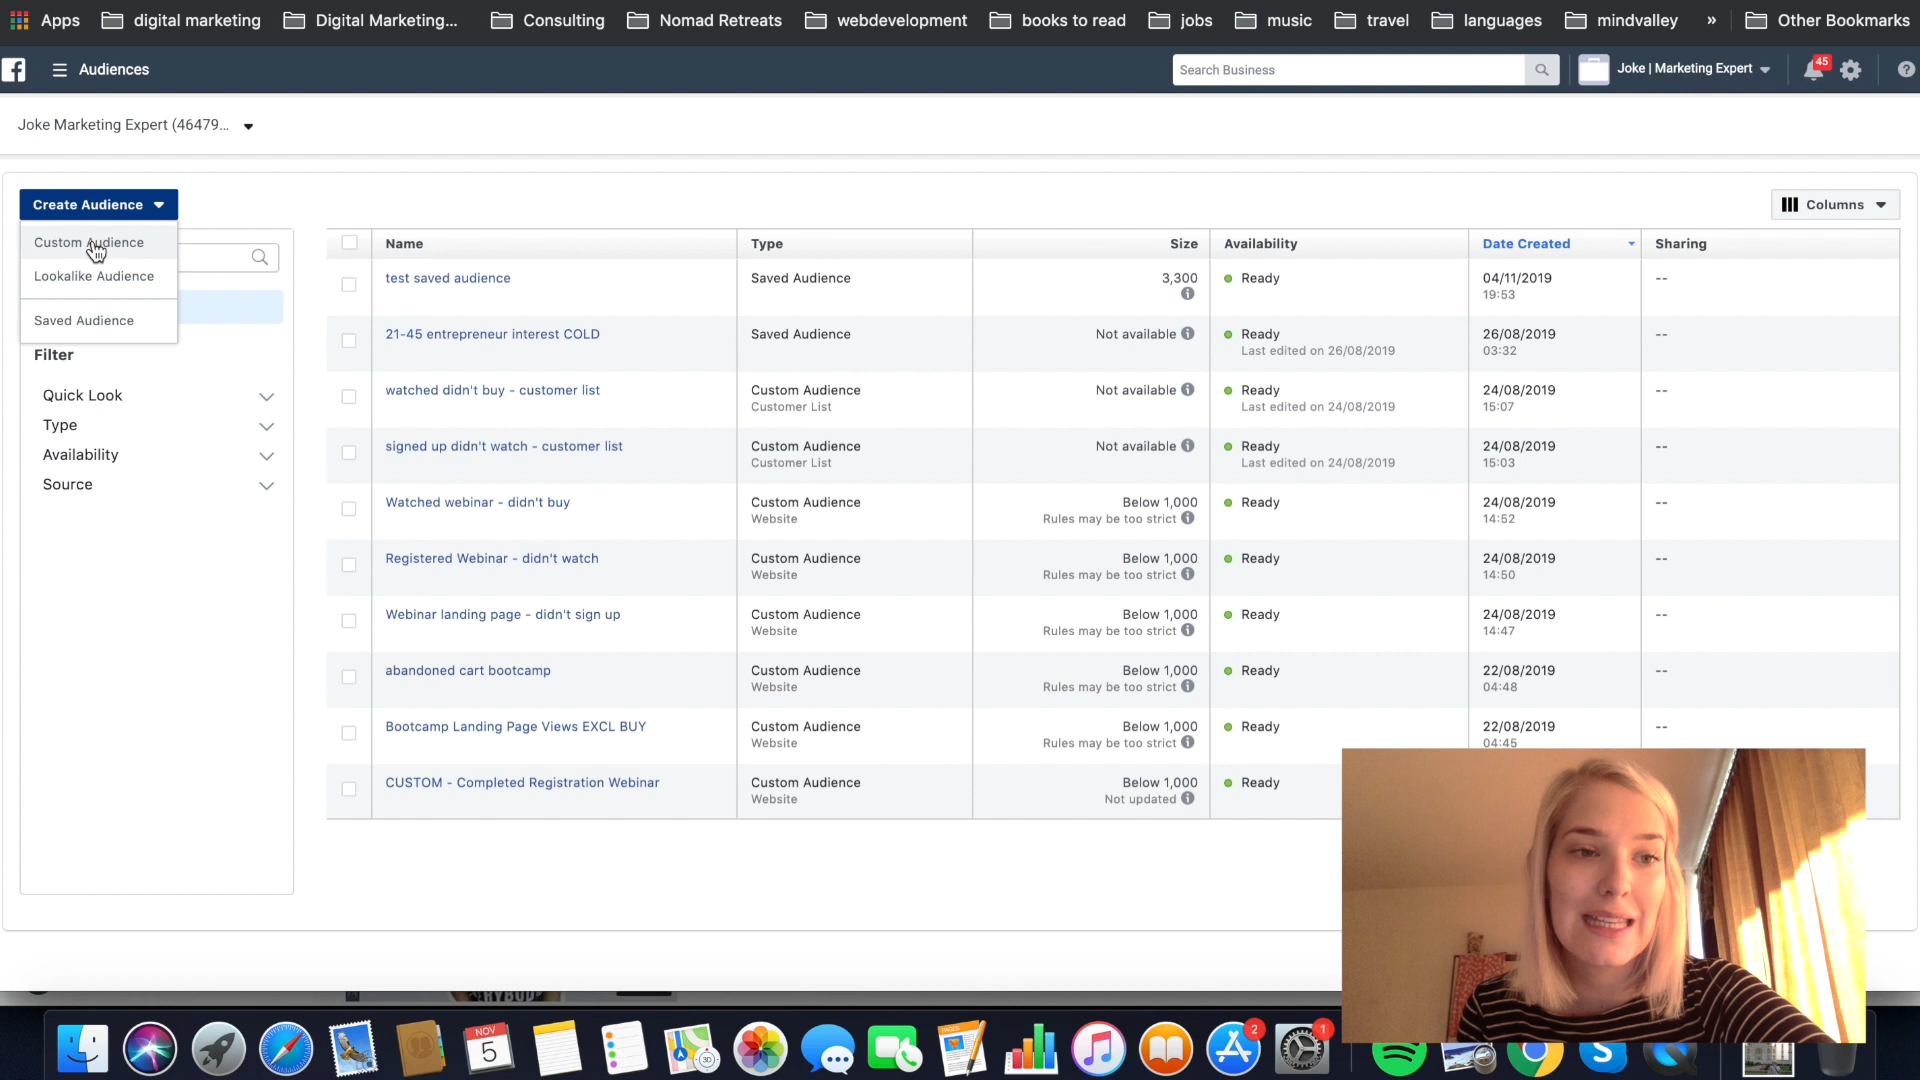 Apps digital marketing Digital Marketing... Consulting Nomad Retreats webdevelopment books to read jobs music travel languages mindvalley » Other Bookmarks
Audiences Search Business Joke | Marketing Expert 45
Joke Marketing Expert (46479...
Create Audience Columns
Custom Audience
Lookalike Audience
Saved Audience
Filter
Quick Look
Type
Availability
Source
Name Type Size Availability Date Created Sharing
test saved audience Saved Audience 3,300 Ready 04/11/2019 --
19:53
21-45 entrepreneur interest COLD Saved Audience Not available Ready 26/08/2019 --
Last edited on 26/08/2019 03:32
watched didn't buy - customer list Custom Audience Not available Ready 24/08/2019 --
Customer List Last edited on 24/08/2019 15:07
signed up didn't watch - customer list Custom Audience Not available Ready 24/08/2019 --
Customer List Last edited on 24/08/2019 15:03
Watched webinar - didn't buy Custom Audience Below 1,000 Ready 24/08/2019 --
Website Rules may be too strict 14:52
Registered Webinar - didn't watch Custom Audience Below 1,000 Ready 24/08/2019 --
Website Rules may be too strict 14:50
Webinar landing page - didn't sign up Custom Audience Below 1,000 Ready 24/08/2019 --
Website Rules may be too strict 14:47
abandoned cart bootcamp Custom Audience Below 1,000 Ready 22/08/2019 --
Website Rules may be too strict 04:48
Bootcamp Landing Page Views EXCL BUY Custom Audience Below 1,000 Ready 22/08/2019 --
Website Rules may be too strict 04:45
CUSTOM - Completed Registration Webinar Custom Audience Below 1,000 Ready
Website Not updated
NOV 5 3D PAGES 2 1